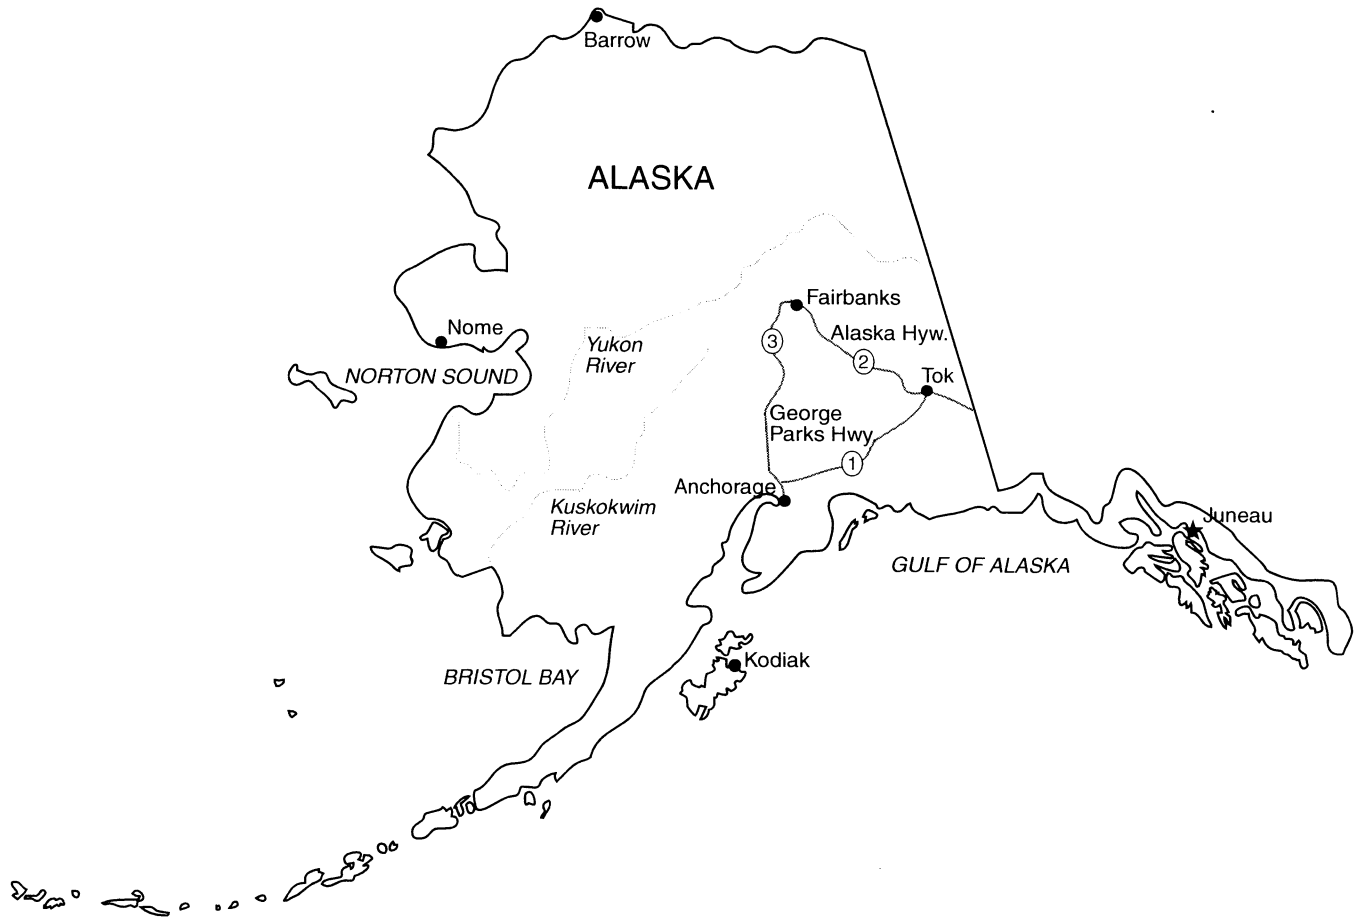 Barrow
ALASKA
Fairbanks
Nome
Alaska Hyw.
3
Yukon
River
2
NORTON SOUND
Tok
George
Parks Hwy
1
Anchorage
Kuskokwim
River
Juneau
GULF OF ALASKA
Kodiak
BRISTOL BAY